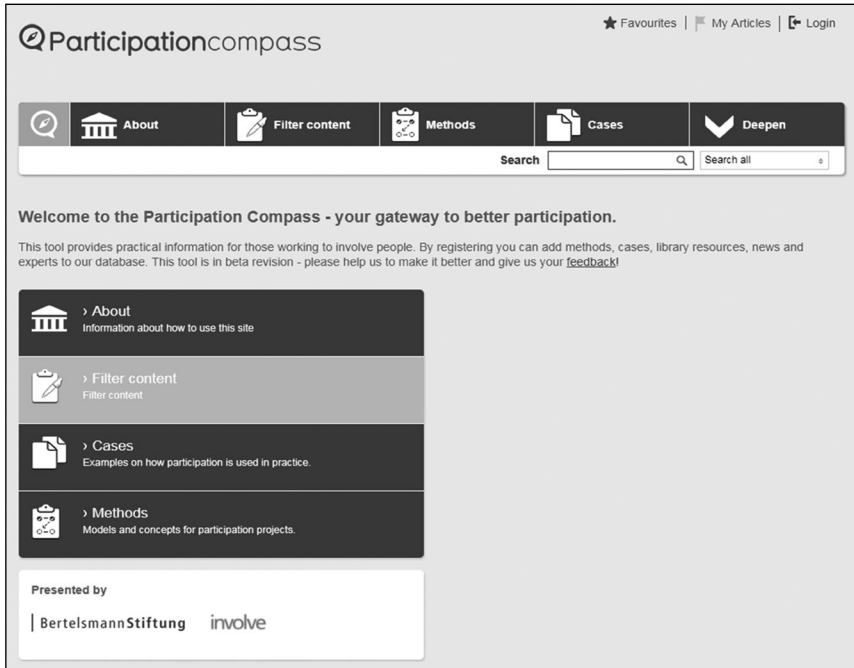 Favourites | My Articles | Login
Participationcompass
About Filter content Methods Cases Deepen
Search Search all
Welcome to the Participation Compass - your gateway to better participation.
This tool provides practical information for those working to involve people. By registering you can add methods, cases, library resources, news and
experts to our database. This tool is in beta revision - please help us to make it better and give us your feedback!
› About
Information about how to use this site
› Filter content
Filter content
› Cases
Examples on how participation is used in practice.
› Methods
Models and concepts for participation projects.
Presented by
BertelsmannStiftung involve